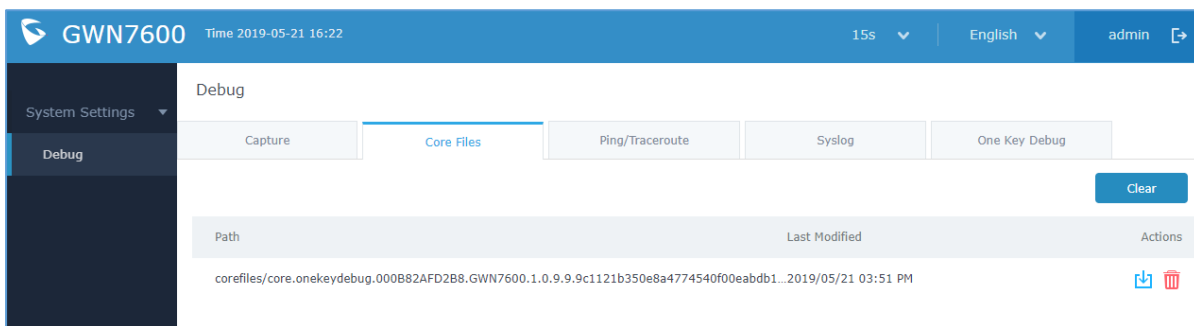 GWN7600 Time 2019-05-21 16:22 15s English admin
Debug
System Settings
Debug
Capture Core Files Ping/Traceroute Syslog One Key Debug
Clear
Path Last Modified Actions
corefiles/core.onekeydebug.000B82AFD2B8.GWN7600.1.0.9.9.9c1121b350e8a4774540f00eabdb1...2019/05/21 03:51 PM